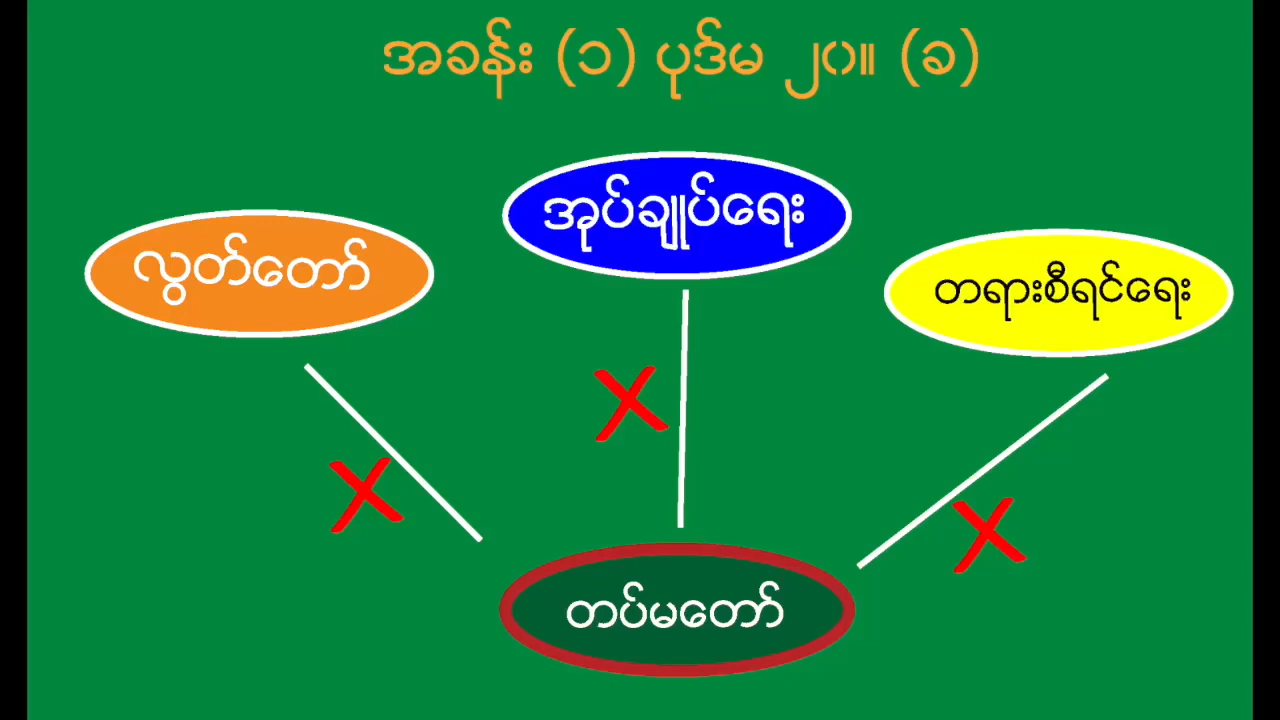 အခန်း (၁) ပုဒ်မ ၂၀။ (ခ)
အုပ်ချုပ်ရေး
လွှတ်တော်
တရားစီရင်ရေး
တပ်မတော်